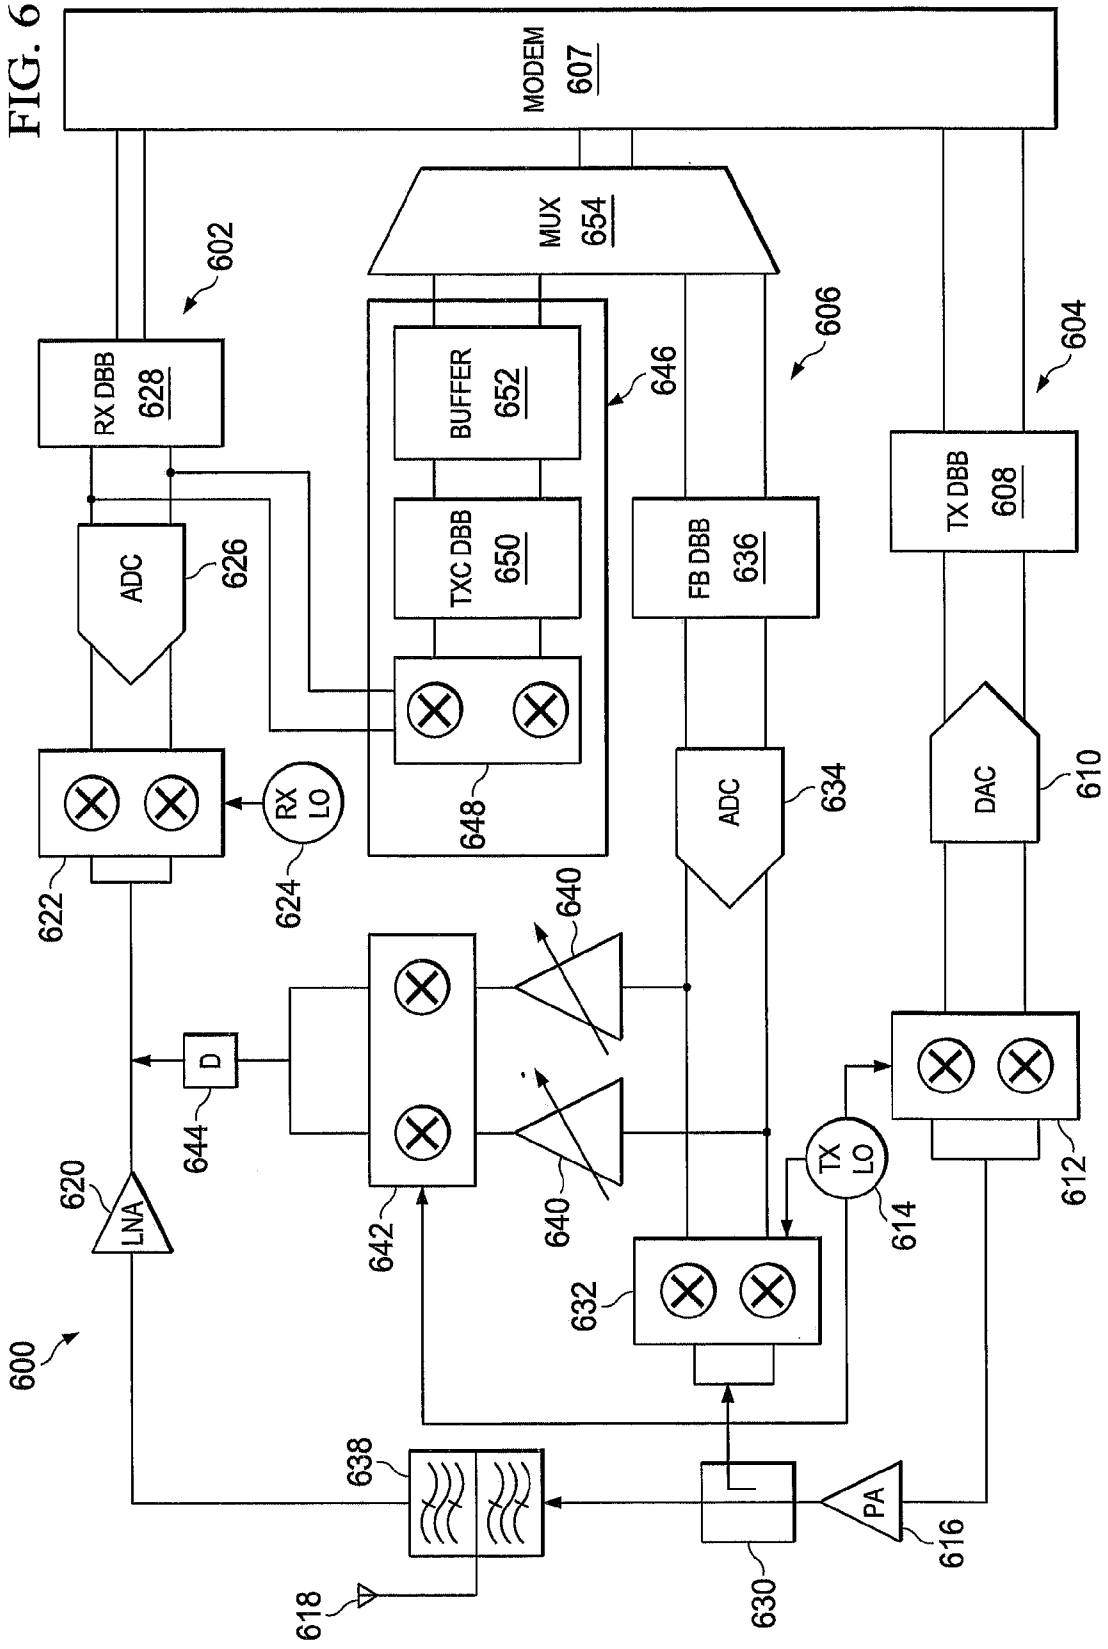 FIG. 6
600
618
638
620
LNA
644
D
622
RX
LO
624
ADC
626
RX DBB
628
602
MODEM
607
642
640
640
648
TXC DBB
650
BUFFER
652
646
MUX
654
630
632
ADC
634
FB DBB
636
606
PA
616
TX
LO
614
612
DAC
610
TX DBB
608
604